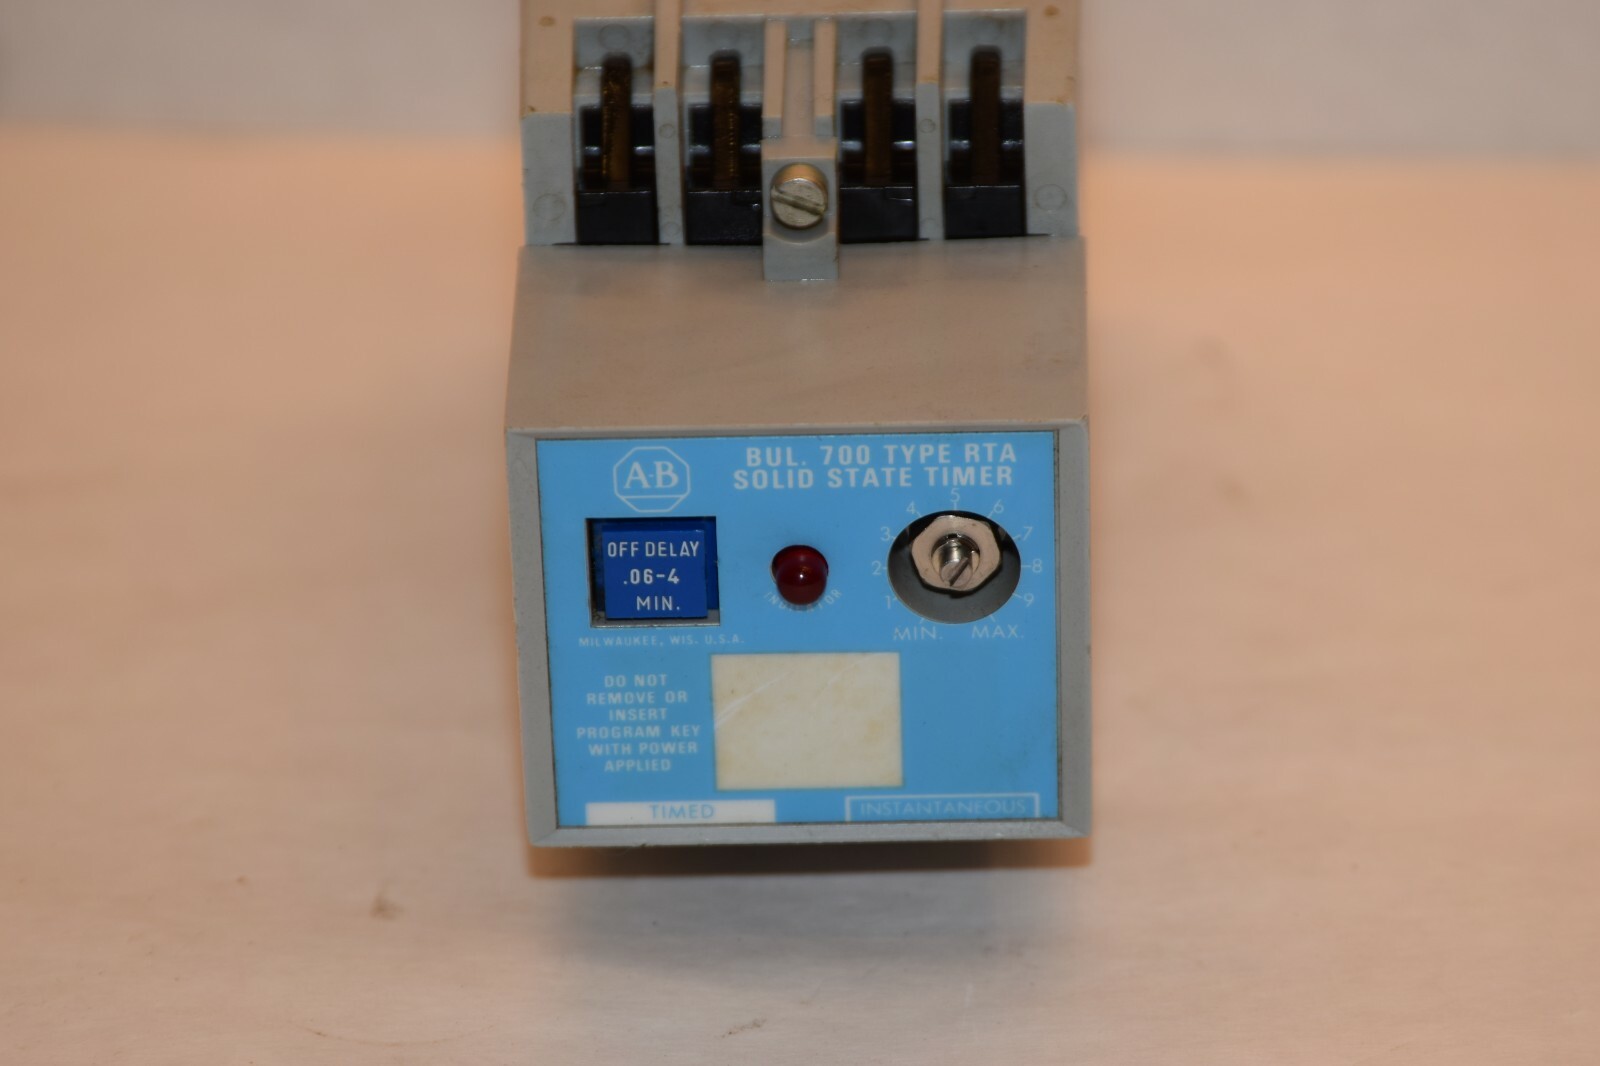 A-B
BUL. 700 TYPE RTA
SOLID STATE TIMER
OFF DELAY
.06-4
MIN.
INDICATOR
1
2
3
4
5
6
7
8
9
MIN. MAX.
MILWAUKEE, WIS. U.S.A.
DO NOT
REMOVE OR
INSERT
PROGRAM KEY
WITH POWER
APPLIED
TIMED
INSTANTANEOUS